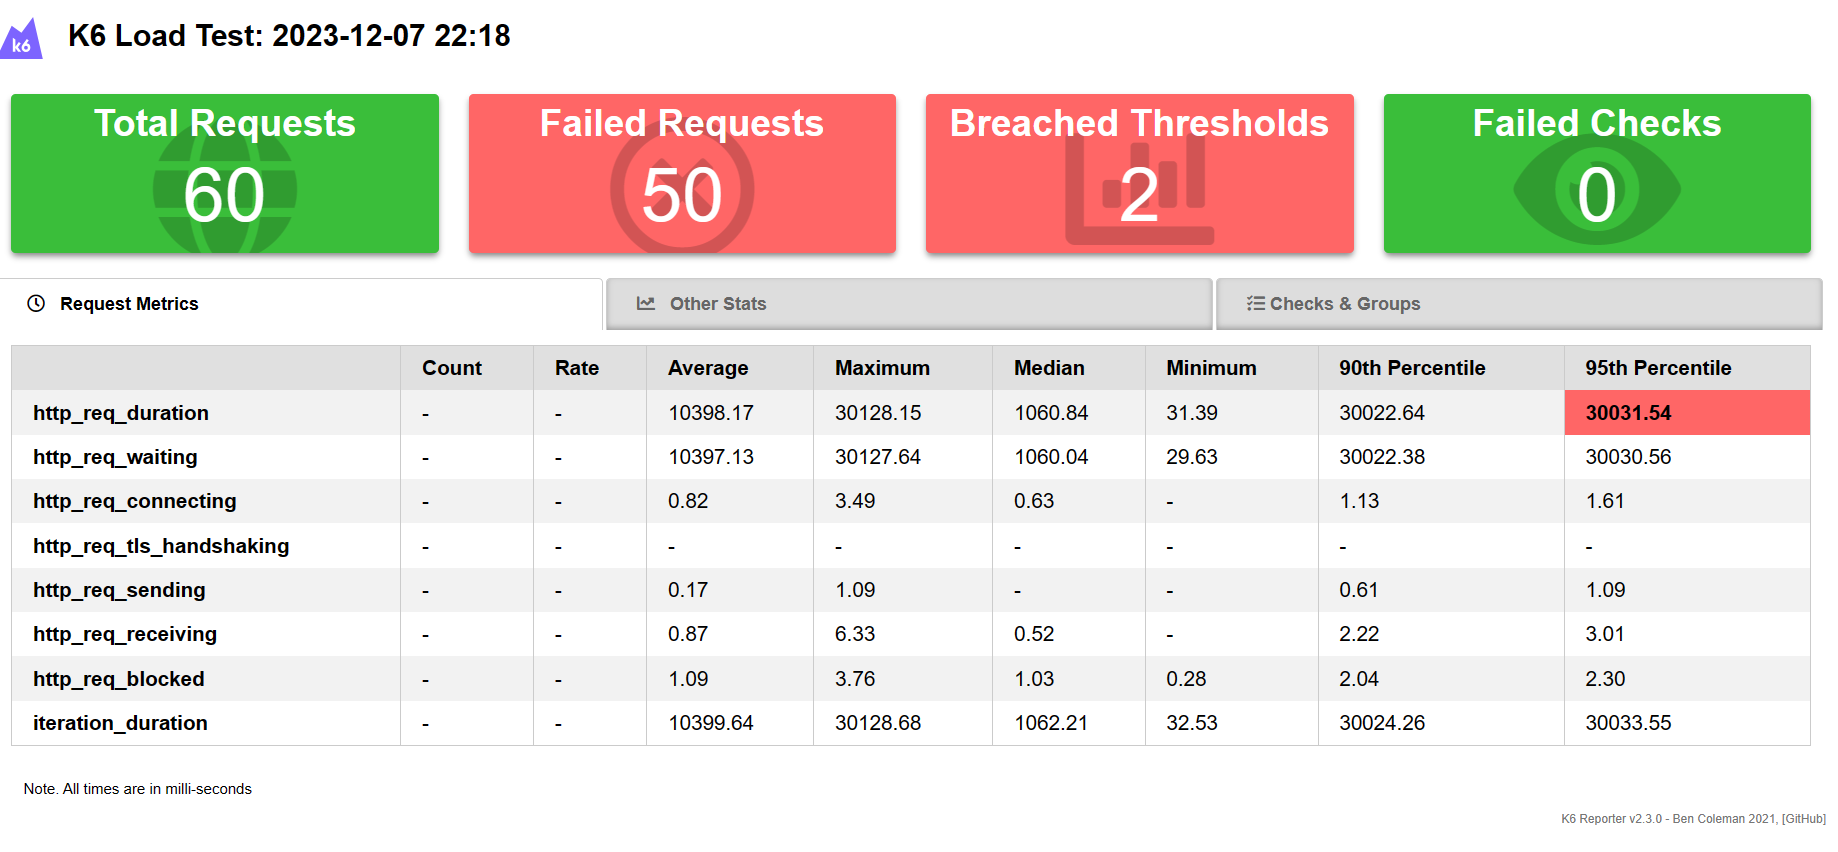 k6
K6 Load Test: 2023-12-07 22:18
Total Requests
60
Failed Requests
50
Breached Thresholds
2
Failed Checks
0
Request Metrics
Other Stats
Checks & Groups
Count Rate Average Maximum Median Minimum 90th Percentile 95th Percentile
http_req_duration - - 10398.17 30128.15 1060.84 31.39 30022.64 30031.54
http_req_waiting - - 10397.13 30127.64 1060.04 29.63 30022.38 30030.56
http_req_connecting - - 0.82 3.49 0.63 - 1.13 1.61
http_req_tls_handshaking - - - - - - - -
http_req_sending - - 0.17 1.09 - - 0.61 1.09
http_req_receiving - - 0.87 6.33 0.52 - 2.22 3.01
http_req_blocked - - 1.09 3.76 1.03 0.28 2.04 2.30
iteration_duration - - 10399.64 30128.68 1062.21 32.53 30024.26 30033.55
Note. All times are in milli-seconds
K6 Reporter v2.3.0 - Ben Coleman 2021, [GitHub]